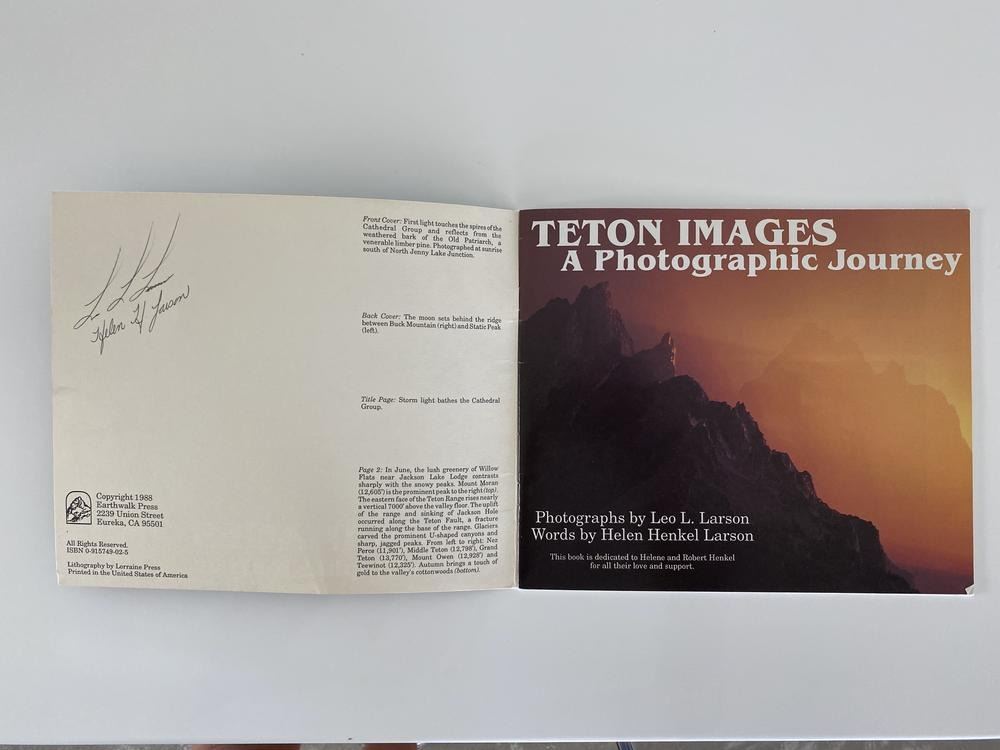 L L L
Helen H Larson
Front Cover: First light touches the spires of the
Cathedral Group and reflects from the
weathered bark of the Old Patriarch, a
venerable limber pine. Photographed at sunrise
south of North Jenny Lake Junction.
Back Cover: The moon sets behind the ridge
between Buck Mountain (right) and Static Peak
(left).
Title Page: Storm light bathes the Cathedral
Group.
Page 2: In June, the lush greenery of Willow
Flats near Jackson Lake Lodge contrasts
sharply with the snowy peaks. Mount Moran
(12,605') is the prominent peak to the right (top).
The eastern face of the Teton Range rises nearly
a vertical 7000' above the valley floor. The uplift
of the range and sinking of Jackson Hole
occurred along the Teton Fault, a fracture
running along the base of the range. Glaciers
carved the prominent U-shaped canyons and
sharp, jagged peaks. From left to right: Nez
Perce (11,901'), Middle Teton (12,798'), Grand
Teton (13,770'), Mount Owen (12,928') and
Teewinot (12,325'). Autumn brings a touch of
gold to the valley's cottonwoods (bottom).
Copyright 1988
Earthwalk Press
2239 Union Street
Eureka, CA 95501
All Rights Reserved.
ISBN 0-915749-02-5
Lithography by Lorraine Press
Printed in the United States of America
TETON IMAGES
A Photographic Journey
Photographs by Leo L. Larson
Words by Helen Henkel Larson
This book is dedicated to Helene and Robert Henkel
for all their love and support.